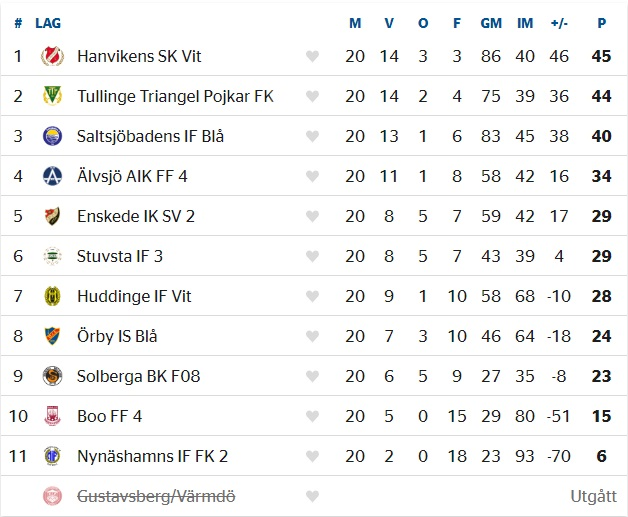 # LAG M V O F GM IM +/- P
1 Hanvikens SK Vit 20 14 3 3 86 40 46 45
2 Tullinge Triangel Pojkar FK 20 14 2 4 75 39 36 44
3 Saltsjöbadens IF Blå 20 13 1 6 83 45 38 40
4 Älvsjö AIK FF 4 20 11 1 8 58 42 16 34
5 Enskede IK SV 2 20 8 5 7 59 42 17 29
6 Stuvsta IF 3 20 8 5 7 43 39 4 29
7 Huddinge IF Vit 20 9 1 10 58 68 -10 28
8 Örby IS Blå 20 7 3 10 46 64 -18 24
9 Solberga BK F08 20 6 5 9 27 35 -8 23
10 Boo FF 4 20 5 0 15 29 80 -51 15
11 Nynäshamns IF FK 2 20 2 0 18 23 93 -70 6
Gustavsberg/Värmdö Utgått